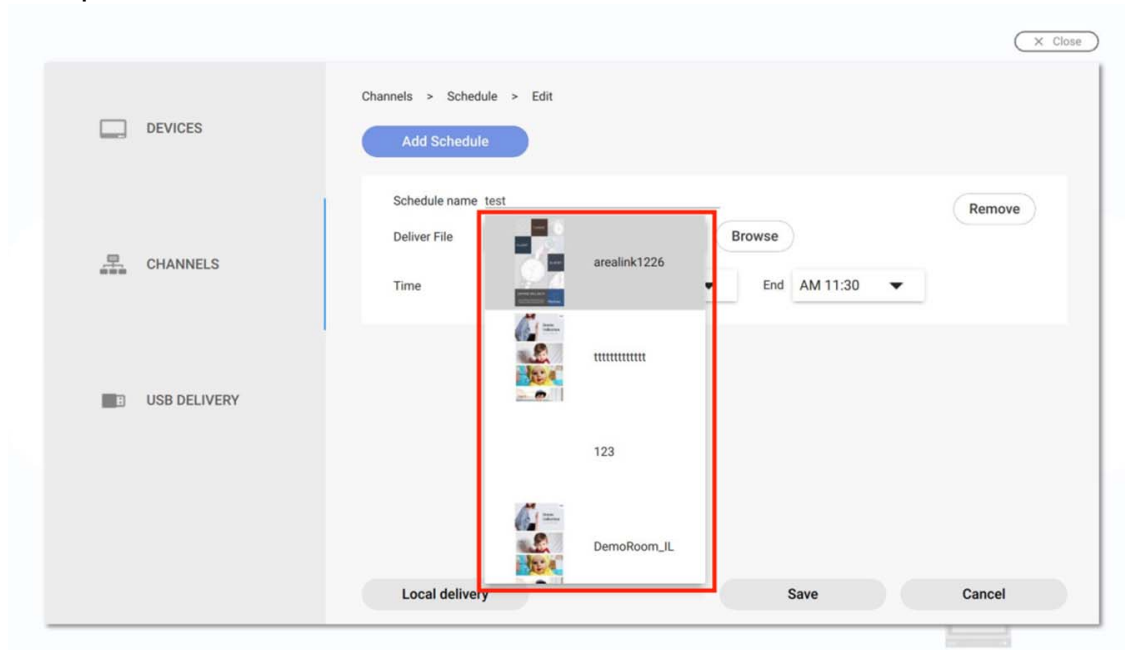 Close
Channels > Schedule > Edit
DEVICES
Add Schedule
Schedule name test
Remove
Deliver File
Browse
arealink1226
CHANNELS
Time
End AM 11:30
ttttttttttttt
USB DELIVERY
123
DemoRoom_IL
Local delivery
Save
Cancel